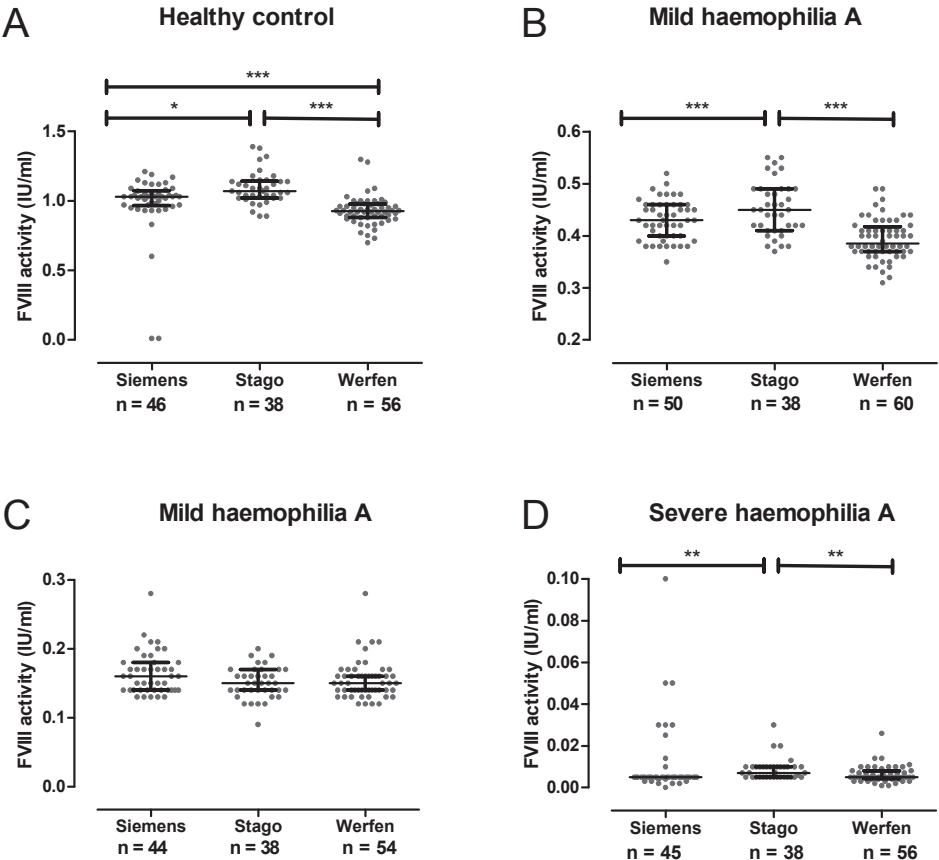 A
Healthy control
***
*
***
FVIII activity (IU/ml)
1.5
1.0
0.5
0.0
Siemens Stago Werfen
n = 46 n = 38 n = 56
B
Mild haemophilia A
***
***
FVIII activity (IU/ml)
0.6
0.5
0.4
0.3
0.2
Siemens Stago Werfen
n = 50 n = 38 n = 60
C
Mild haemophilia A
FVIII activity (IU/ml)
0.3
0.2
0.1
0.0
Siemens Stago Werfen
n = 44 n = 38 n = 54
D
Severe haemophilia A
**
**
FVIII activity (IU/ml)
0.10
0.08
0.06
0.04
0.02
0.00
Siemens Stago Werfen
n = 45 n = 38 n = 56